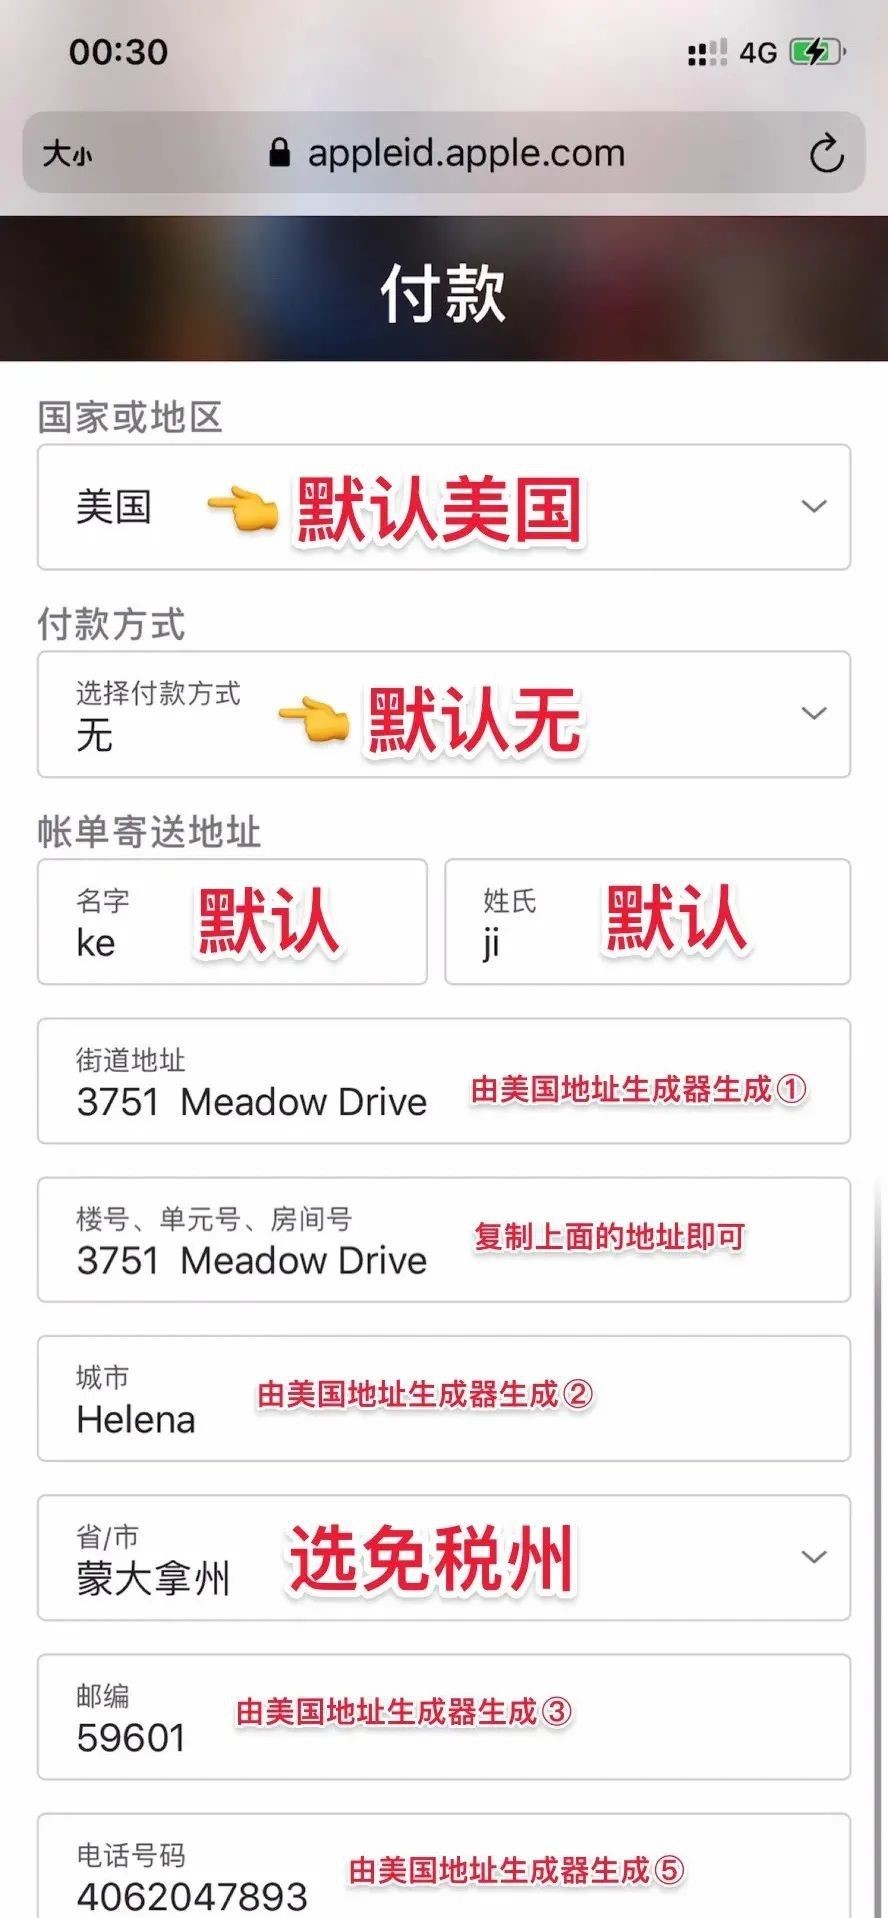 00:30 4G
大小 appleid.apple.com
付款
国家或地区
美国 默认美国
付款方式
选择付款方式
无 默认无
帐单寄送地址
名字 姓氏
ke 默认 ji 默认
街道地址
3751 Meadow Drive 由美国地址生成器生成①
楼号、单元号、房间号
3751 Meadow Drive 复制上面的地址即可
城市
Helena 由美国地址生成器生成②
省/市
蒙大拿州 选免税州
邮编
59601 由美国地址生成器生成③
电话号码
4062047893 由美国地址生成器生成⑤